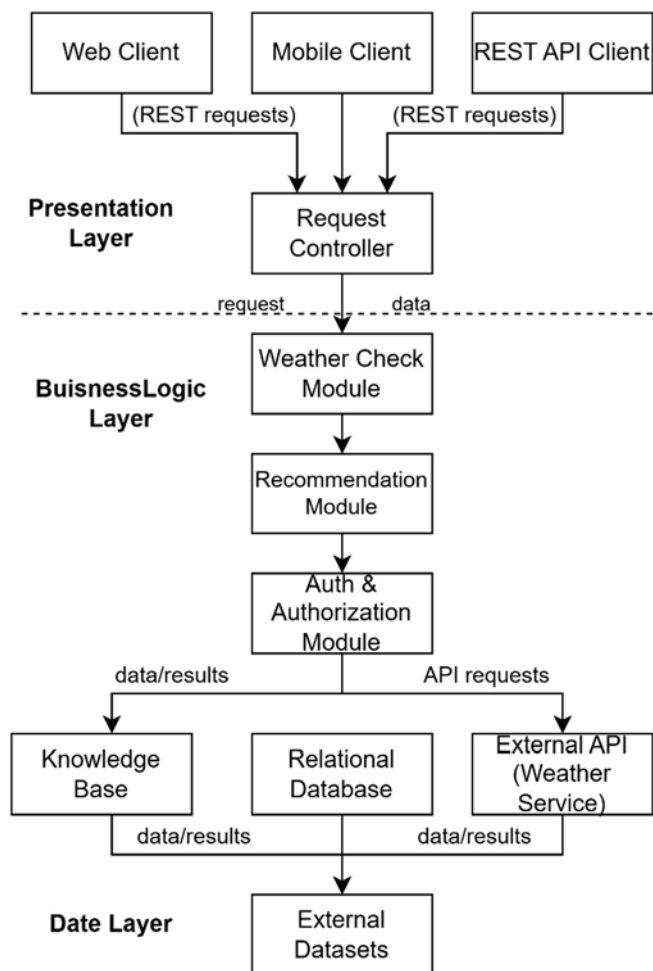 Web Client
Mobile Client
REST API Client
(REST requests)
(REST requests)
Presentation
Layer
Request
Controller
request
data
BuisnessLogic
Layer
Weather Check
Module
Recommendation
Module
Auth &
Authorization
Module
data/results
API requests
Knowledge
Base
Relational
Database
External API
(Weather
Service)
data/results
data/results
Date Layer
External
Datasets